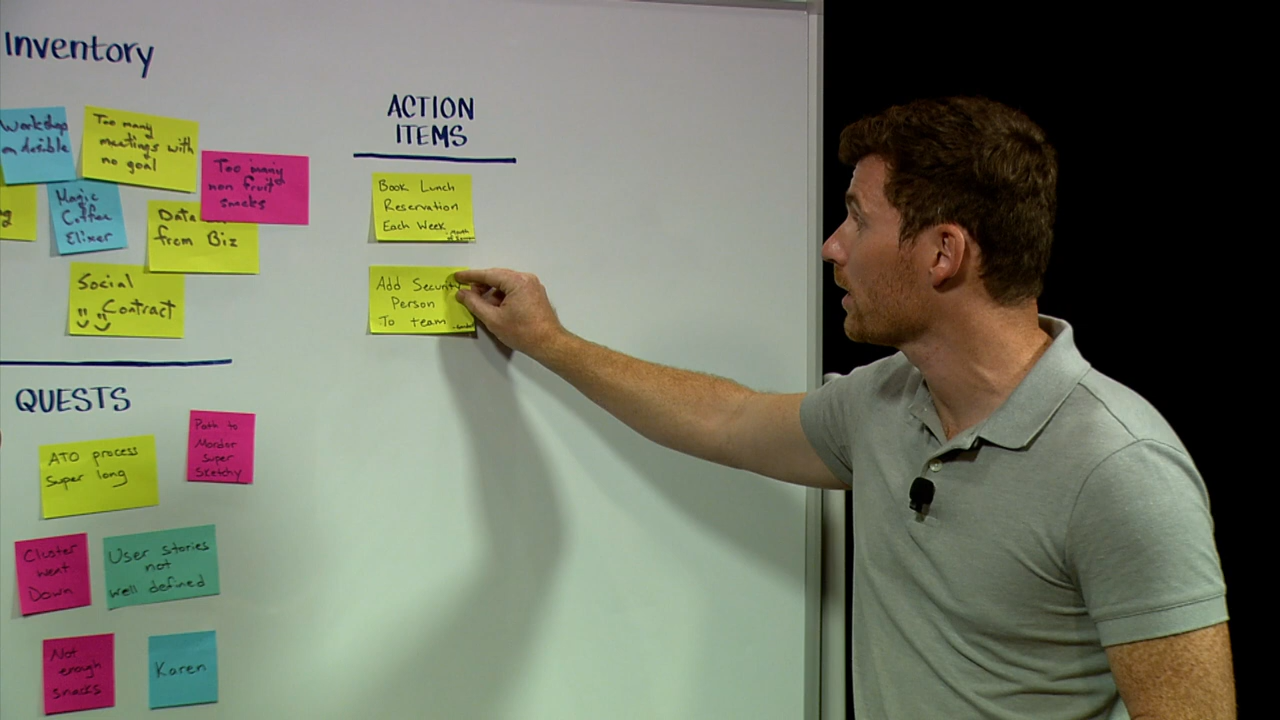 Inventory
Workshop
on desirable
Too many
meetings with
no goal
Too many
non fruit
snacks
Magic
Coffee
Elixer
Data
from Biz
Social
Contract
ACTION
ITEMS
Book Lunch
Reservation
Each Week
Add Security
Person
To team
QUESTS
ATO process
super long
Path to
Mordor
Super
Sketchy
Cluster
went
Down
User stories
not
well defined
Not
enough
snacks
Karen